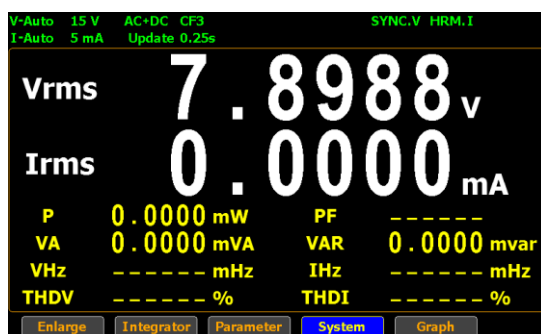 V-Auto 15 V AC+DC CF3 SYNC.V HRM.I
I-Auto 5 mA Update 0.25s
Vrms 7.8988 V
Irms 0.0000 mA
P 0.0000 mW PF ------
VA 0.0000 mVA VAR 0.0000 mvar
VHz ------ mHz IHz ------ mHz
THDV ------ % THDI ------ %
Enlarge Integrator Parameter System Graph